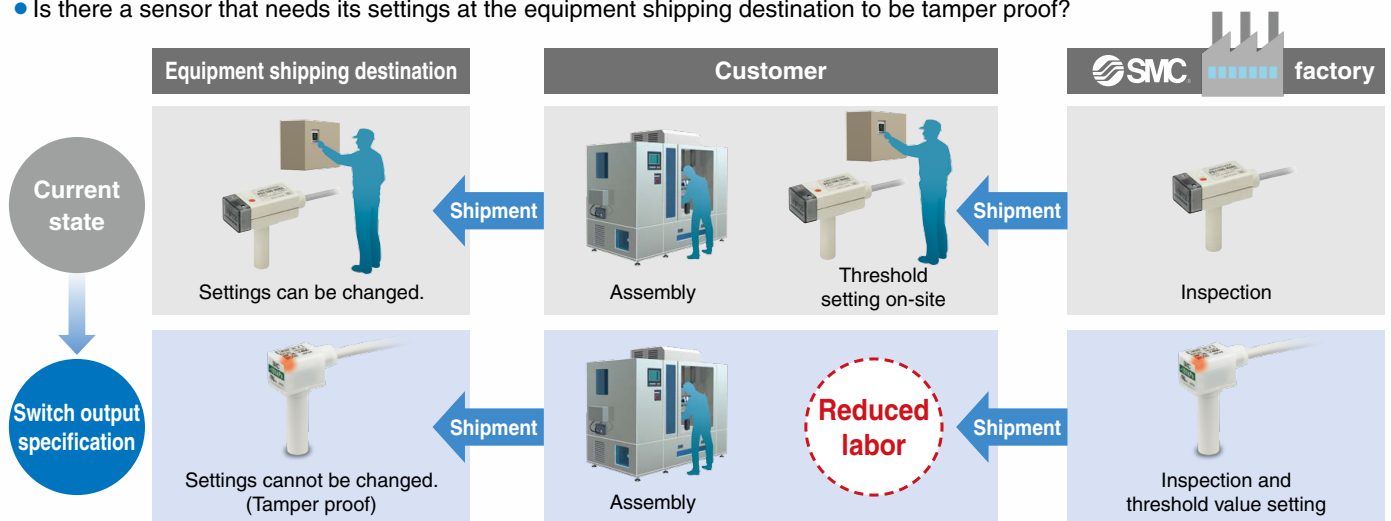 • Is there a sensor that needs its settings at the equipment shipping destination to be tamper proof?
Equipment shipping destination
Customer
SMC factory
Current
state
Settings can be changed.
Shipment
Assembly
Threshold
setting on-site
Shipment
Inspection
Switch output
specification
Settings cannot be changed.
(Tamper proof)
Shipment
Assembly
Reduced
labor
Shipment
Inspection and
threshold value setting